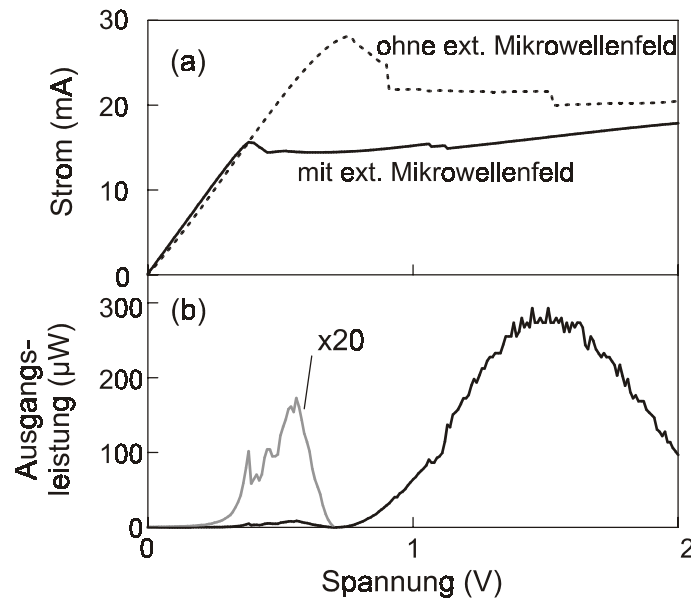 30
(a)
ohne ext. Mikrowellenfeld
20
Strom (mA)
10
mit ext. Mikrowellenfeld
0
300
(b)
x20
200
Ausgangs-
leistung (µW)
100
0
0
1
2
Spannung (V)